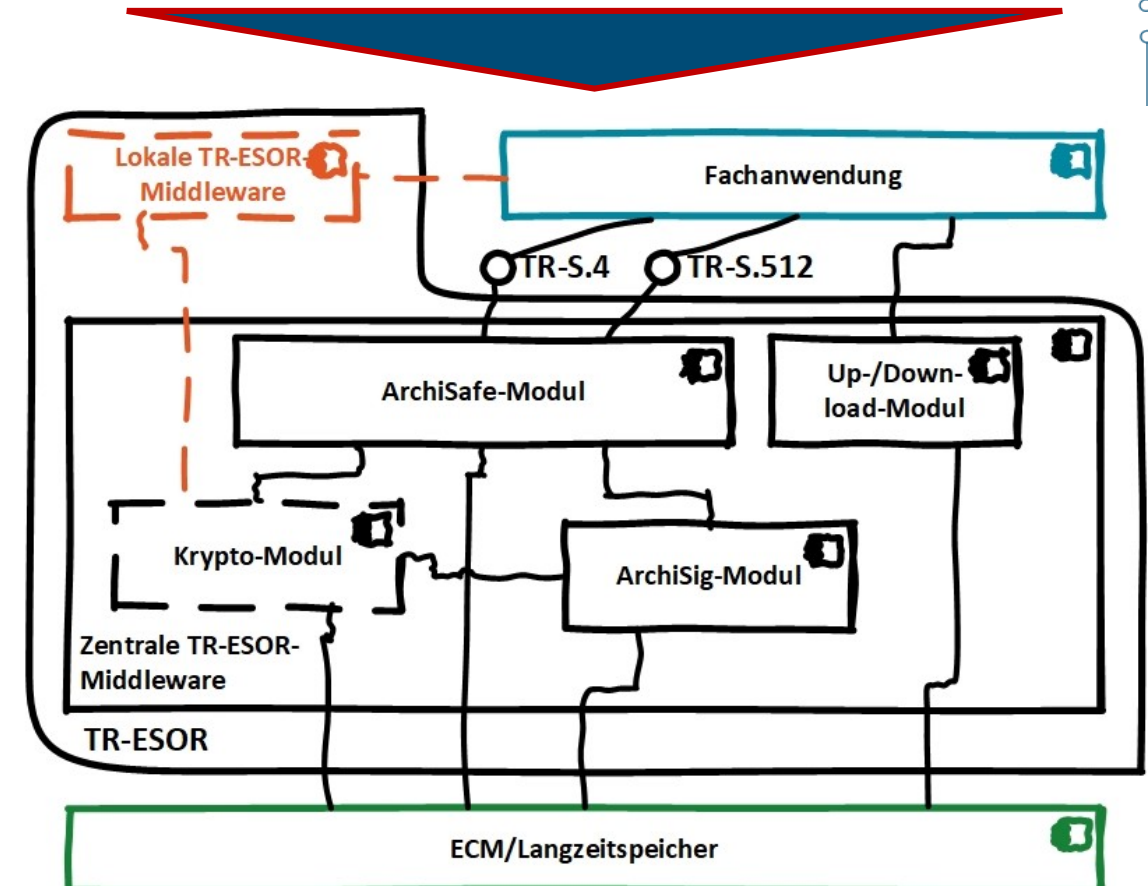 Lokale TR-ESOR-
Middleware
Fachanwendung
TR-S.4
TR-S.512
ArchiSafe-Modul
Up-/Down-
load-Modul
Krypto-Modul
ArchiSig-Modul
Zentrale TR-ESOR-
Middleware
TR-ESOR
ECM/Langzeitspeicher